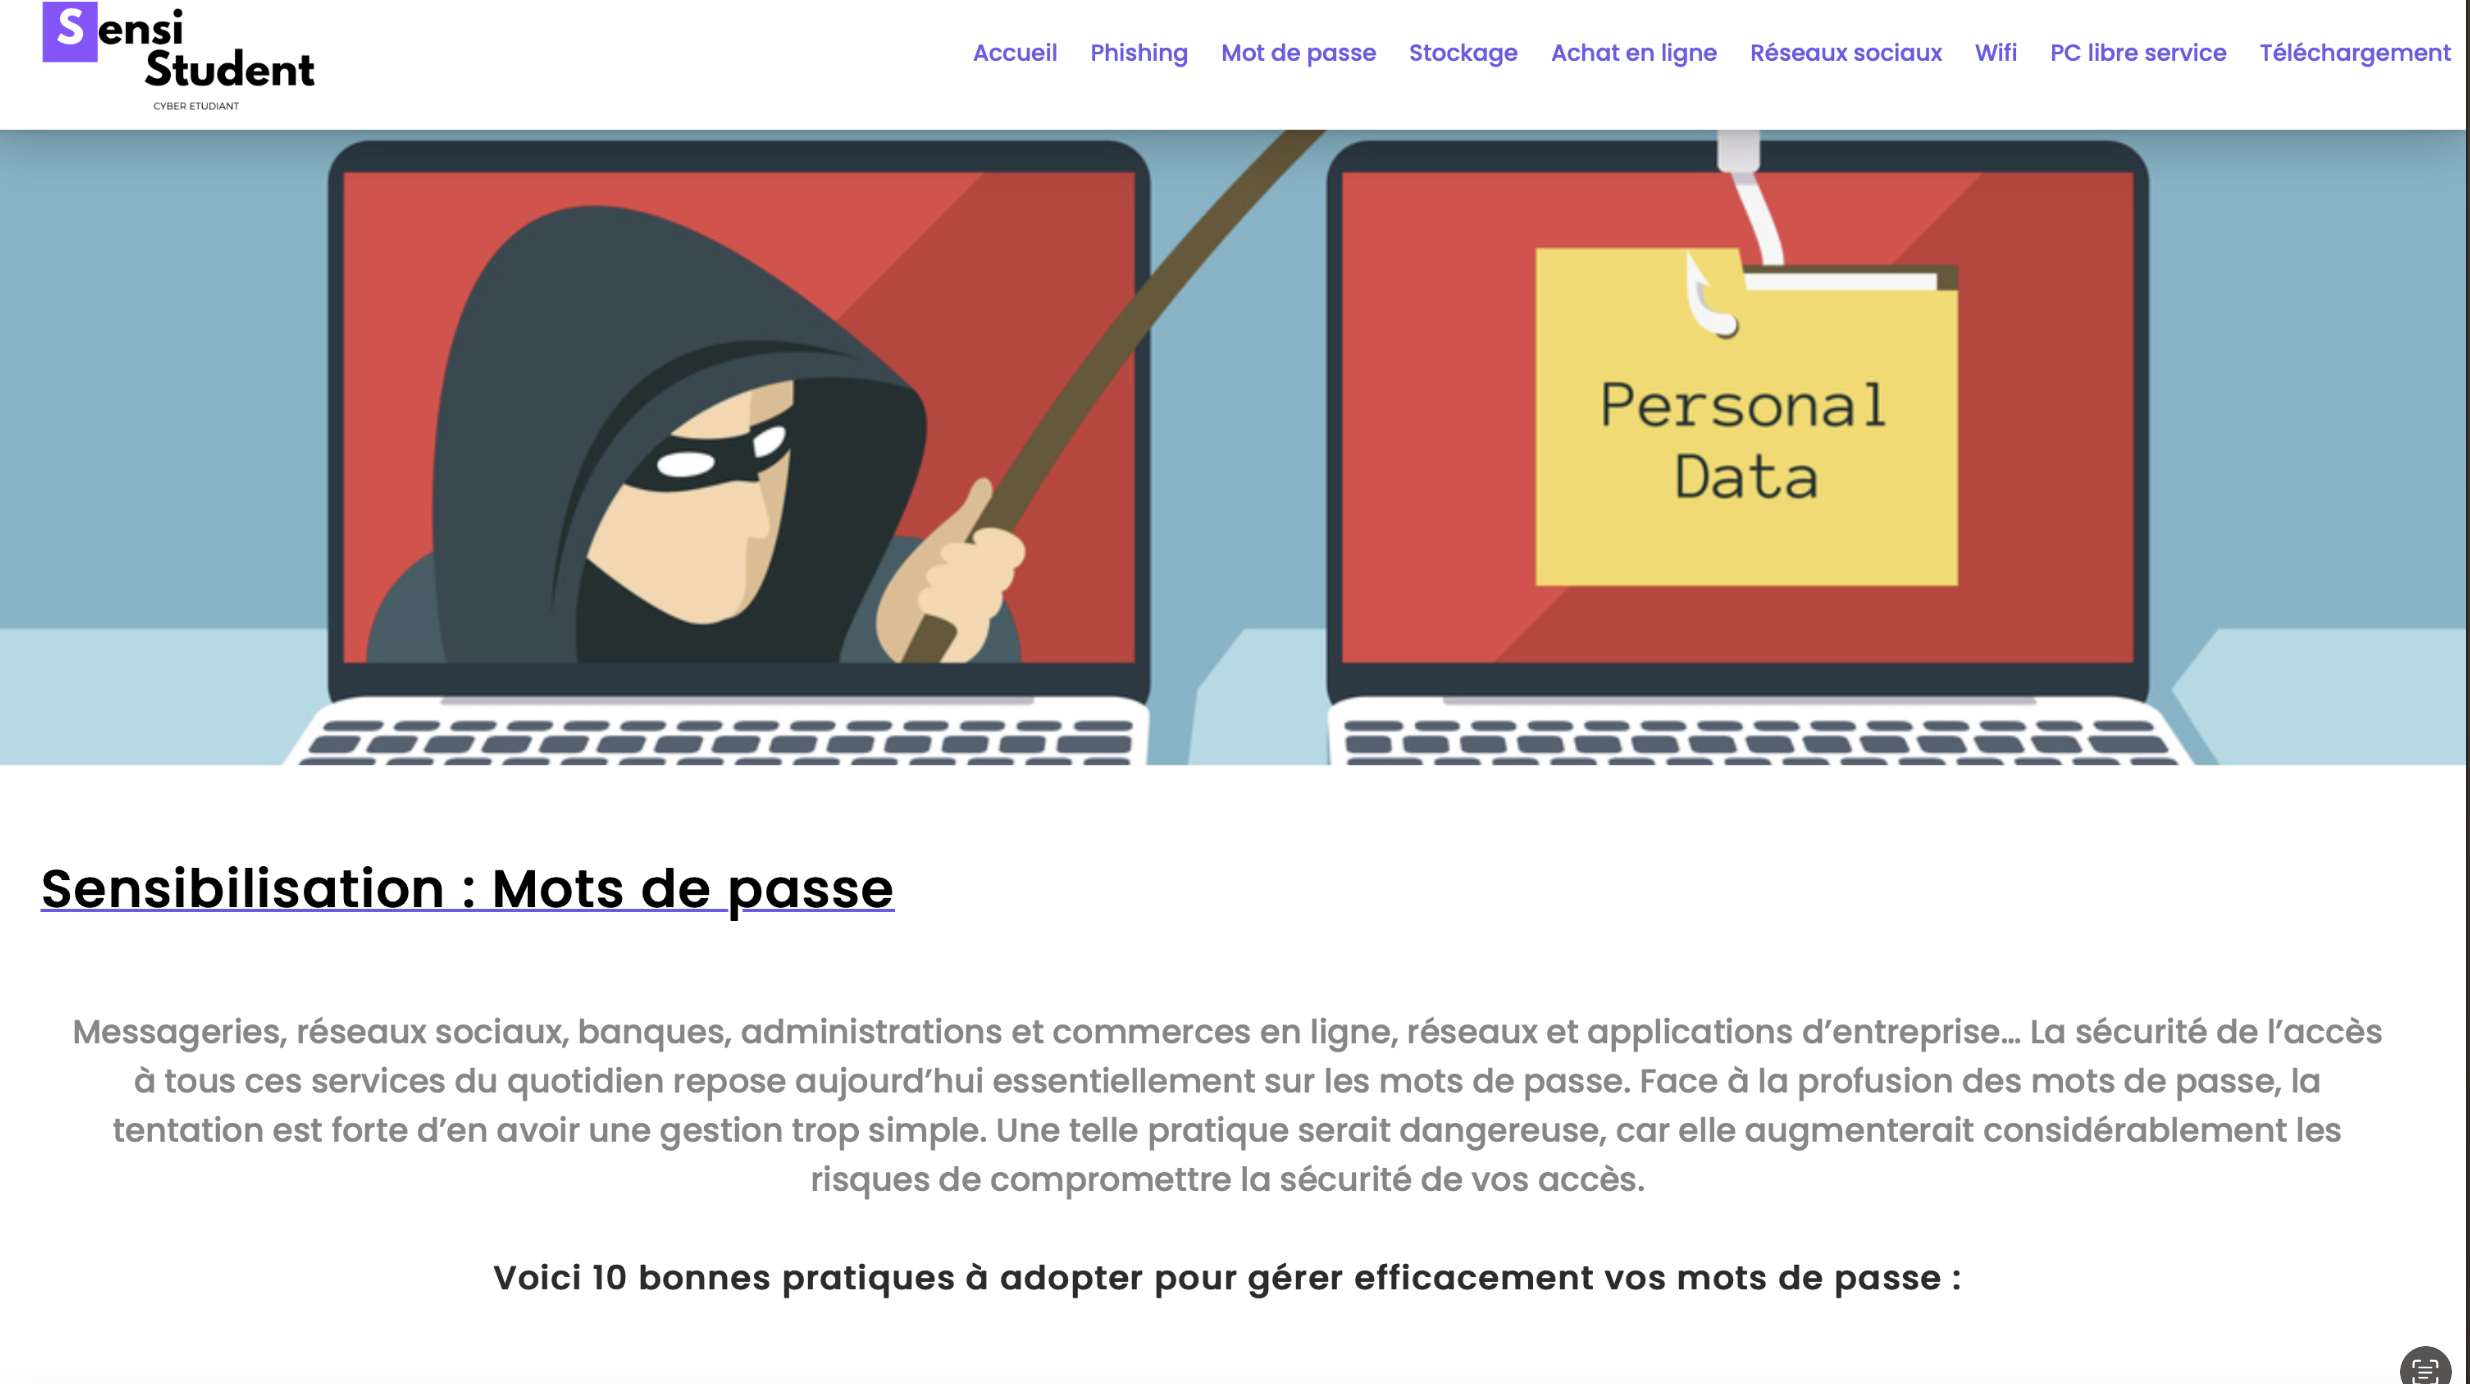 Sensi
Student
CYBER ETUDIANT
Accueil Phishing Mot de passe Stockage Achat en ligne Réseaux sociaux Wifi PC libre service Téléchargement
Personal
Data
Sensibilisation : Mots de passe
Messageries, réseaux sociaux, banques, administrations et commerces en ligne, réseaux et applications d’entreprise… La sécurité de l’accès
à tous ces services du quotidien repose aujourd’hui essentiellement sur les mots de passe. Face à la profusion des mots de passe, la
tentation est forte d’en avoir une gestion trop simple. Une telle pratique serait dangereuse, car elle augmenterait considérablement les
risques de compromettre la sécurité de vos accès.
Voici 10 bonnes pratiques à adopter pour gérer efficacement vos mots de passe :